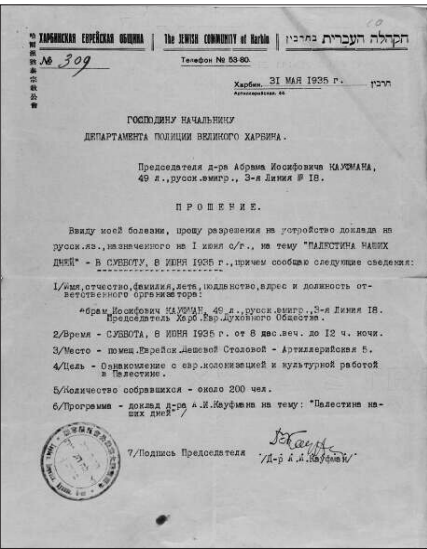 ХАРБИНСКАЯ ЕВРЕЙСКАЯ ОБЩИНА | The JEWISH COMMUNITY of Harbin | הקהלה העברית בחרבין
№ 309
Телефон № 53-80.
Харбин, 31 МАЯ 1935 г. חרבין
Артиллерийская,
ГОСПОДИНУ НАЧАЛЬНИКУ
ДЕПАРТАМЕНТА ПОЛИЦИИ ВЕЛИКОГО ХАРБИНА.
Председателя д-ра Абрама Иосифовича КАУФМАНА,
49 л.,русск.эмигр., 3-я Линия № 18.
ПРОШЕНИЕ.
Ввиду моей болезни, прошу разрешения на устройство доклада на
русск.яз.,назначенного на I июня с/г., на тему "ПАЛЕСТИНА НАШИХ
ДНЕЙ" - В СУББОТУ, 8 ИЮНЯ 1935 г.,причем сообщаю следующие сведения:
1/Имя,отчество,фамилия,лета,подданство,адрес и должность от-
ветственного организатора:
Абрам Иосифович КАУФМАН, 49 л.,русск.эмигр.,3-я Линия 18.
Председатель Харб.Евр.Духовного Общества.
2/Время - СУББОТА, 8 ИЮНЯ 1935 г. от 8 час.веч. до 12 ч. ночи.
3/Место - помещ.Еврейск.Дешевой Столовой - Артиллерийская 5.
4/Цель - Ознакомление с евр.колонизацией и культурной работой
в Палестине.
5/Количество собравшихся - около 200 чел.
6/Программа - доклад д-ра А.И.Кауфмана на тему: "Палестина на-
ших дней"/
7/Подпись Председателя
/Д-р А.И.Кауфман/